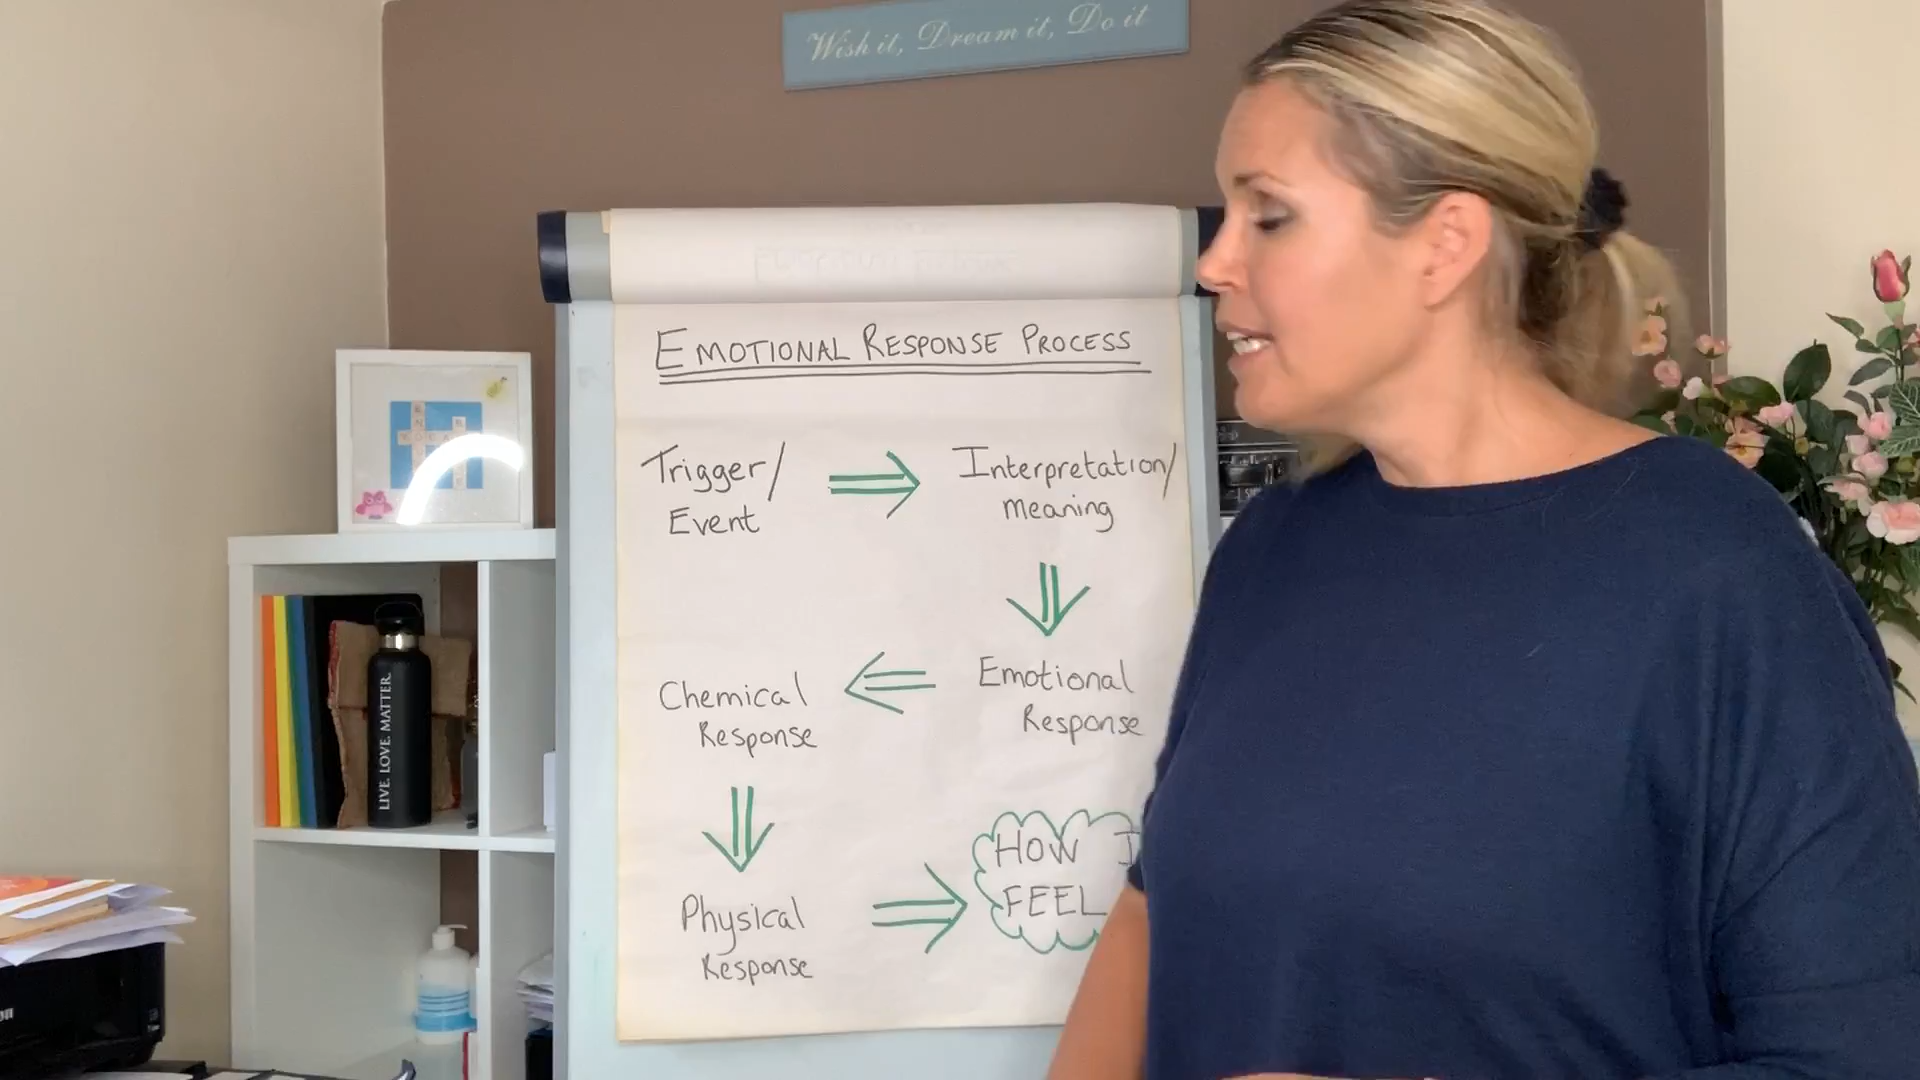 Wish it, Dream it, Do it
EMOTIONAL RESPONSE PROCESS
Trigger/
Event
Interpretation/
meaning
Emotional
Response
Chemical
Response
Physical
Response
HOW I
FEEL
LIVE. LOVE. MATTER.